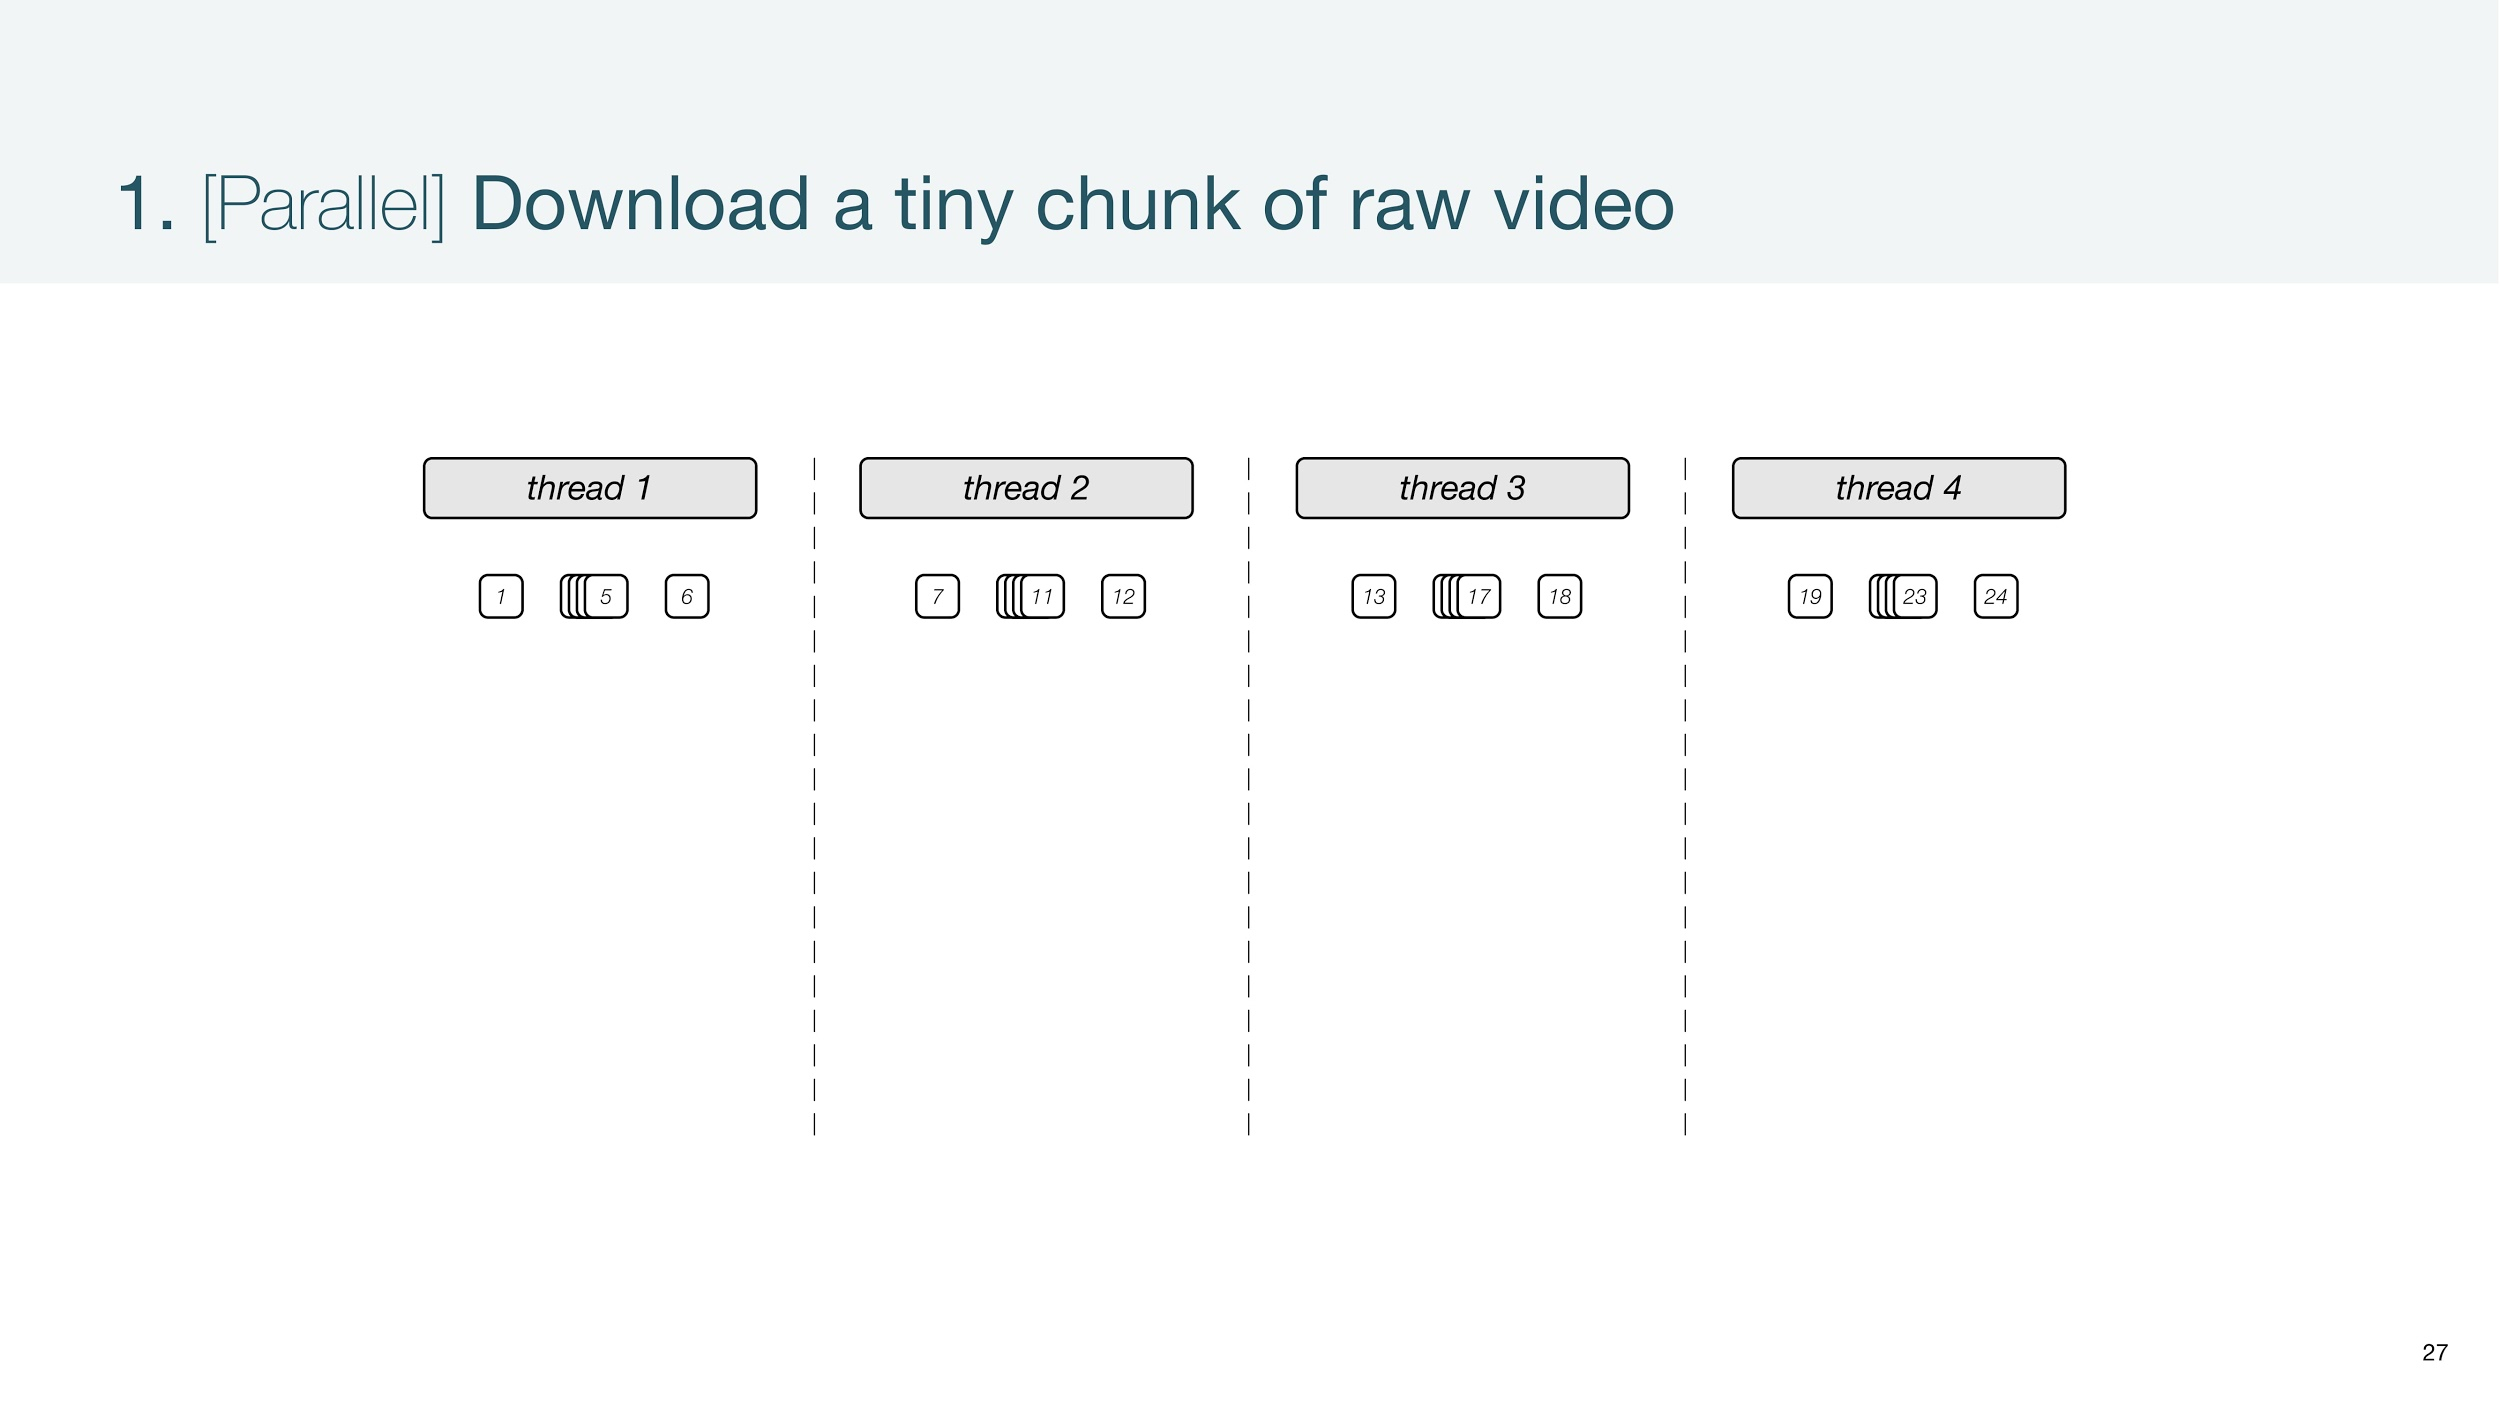 1. [Parallel] Download a tiny chunk of raw video
thread 1 thread 2 thread 3 thread 4
1 5 6 7 11 12 13 17 18 19 23 24
27